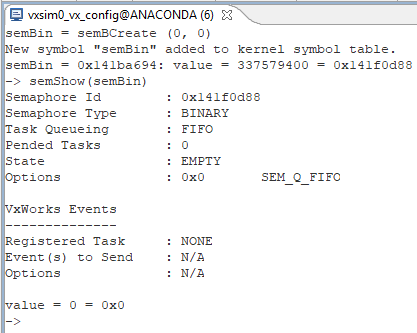 vxsim0_vx_config@ANACONDA (6)
semBin = semBCreate (0, 0)
New symbol "semBin" added to kernel symbol table.
semBin = 0x141ba694: value = 337579400 = 0x141f0d88
-> semShow(semBin)
Semaphore Id : 0x141f0d88
Semaphore Type : BINARY
Task Queueing : FIFO
Pended Tasks : 0
State : EMPTY
Options : 0x0 SEM_Q_FIFO
VxWorks Events
--------------
Registered Task : NONE
Event(s) to Send : N/A
Options : N/A
value = 0 = 0x0
->